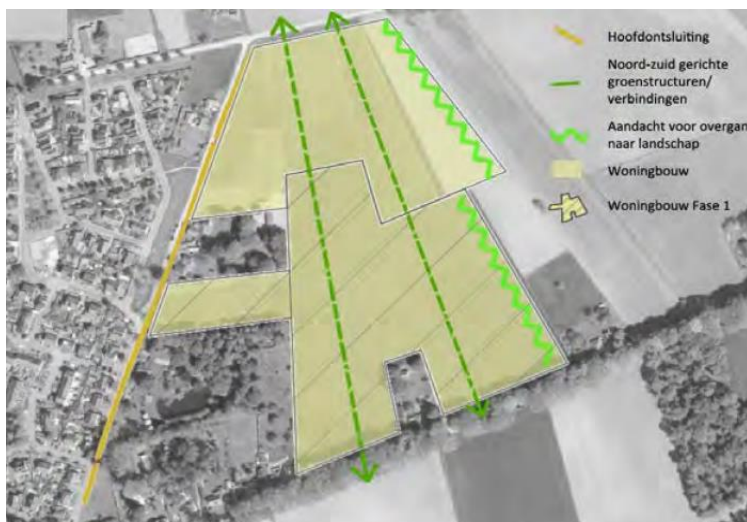 Hoofdontsluiting
Noord-zuid gerichte
groenstructuren/
verbindingen
Aandacht voor overgan
naar landschap
Woningbouw
Woningbouw Fase 1